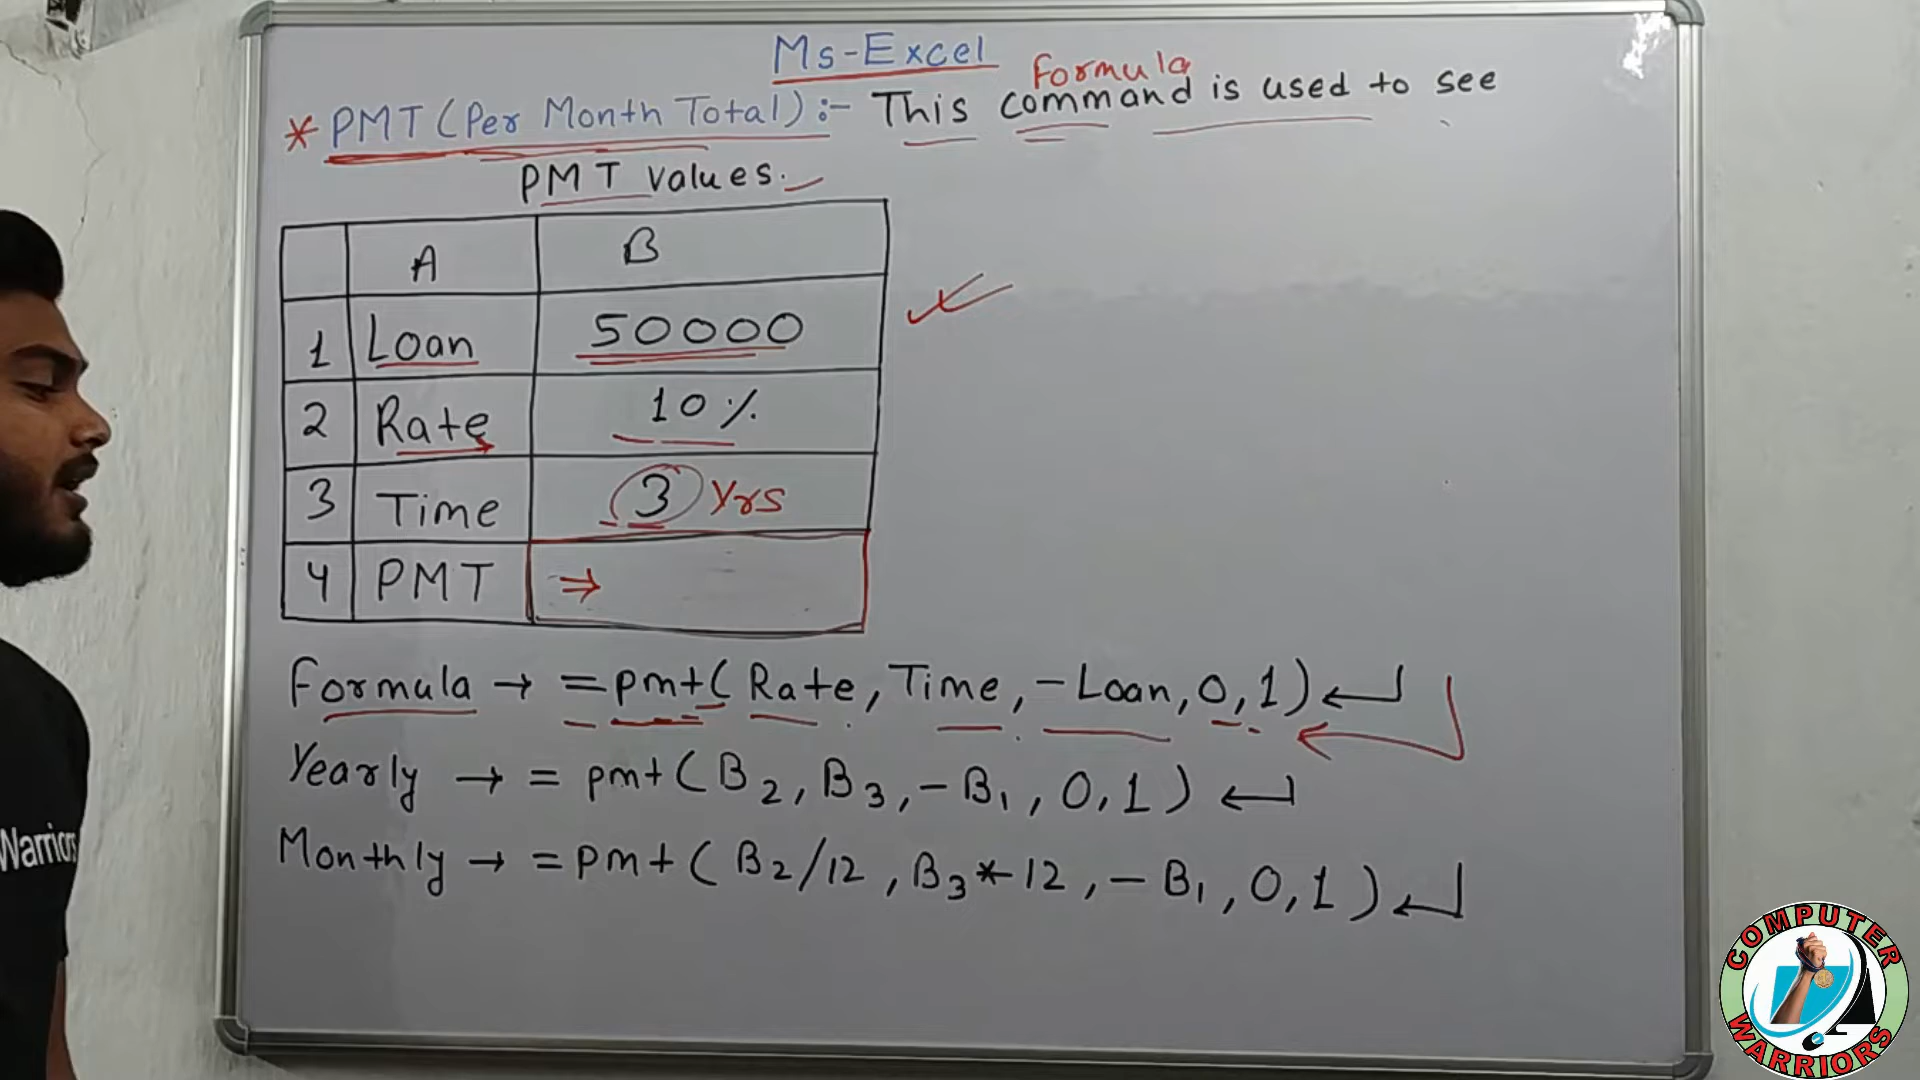 Ms-Excel
Formula
* PMT (Per Month Total) :- This command is used to see
PMT values.
A B
1 Loan 50000
2 Rate 10%
3 Time 3 Yrs
4 PMT →
Formula → =pmt( Rate, Time, -Loan, 0, 1) ↵
Yearly → = pmt( B2, B3, -B1, 0, 1) ↵
Monthly → =pmt( B2/12, B3*12, -B1, 0, 1) ↵
Warriors
COMPUTER
WARRIORS